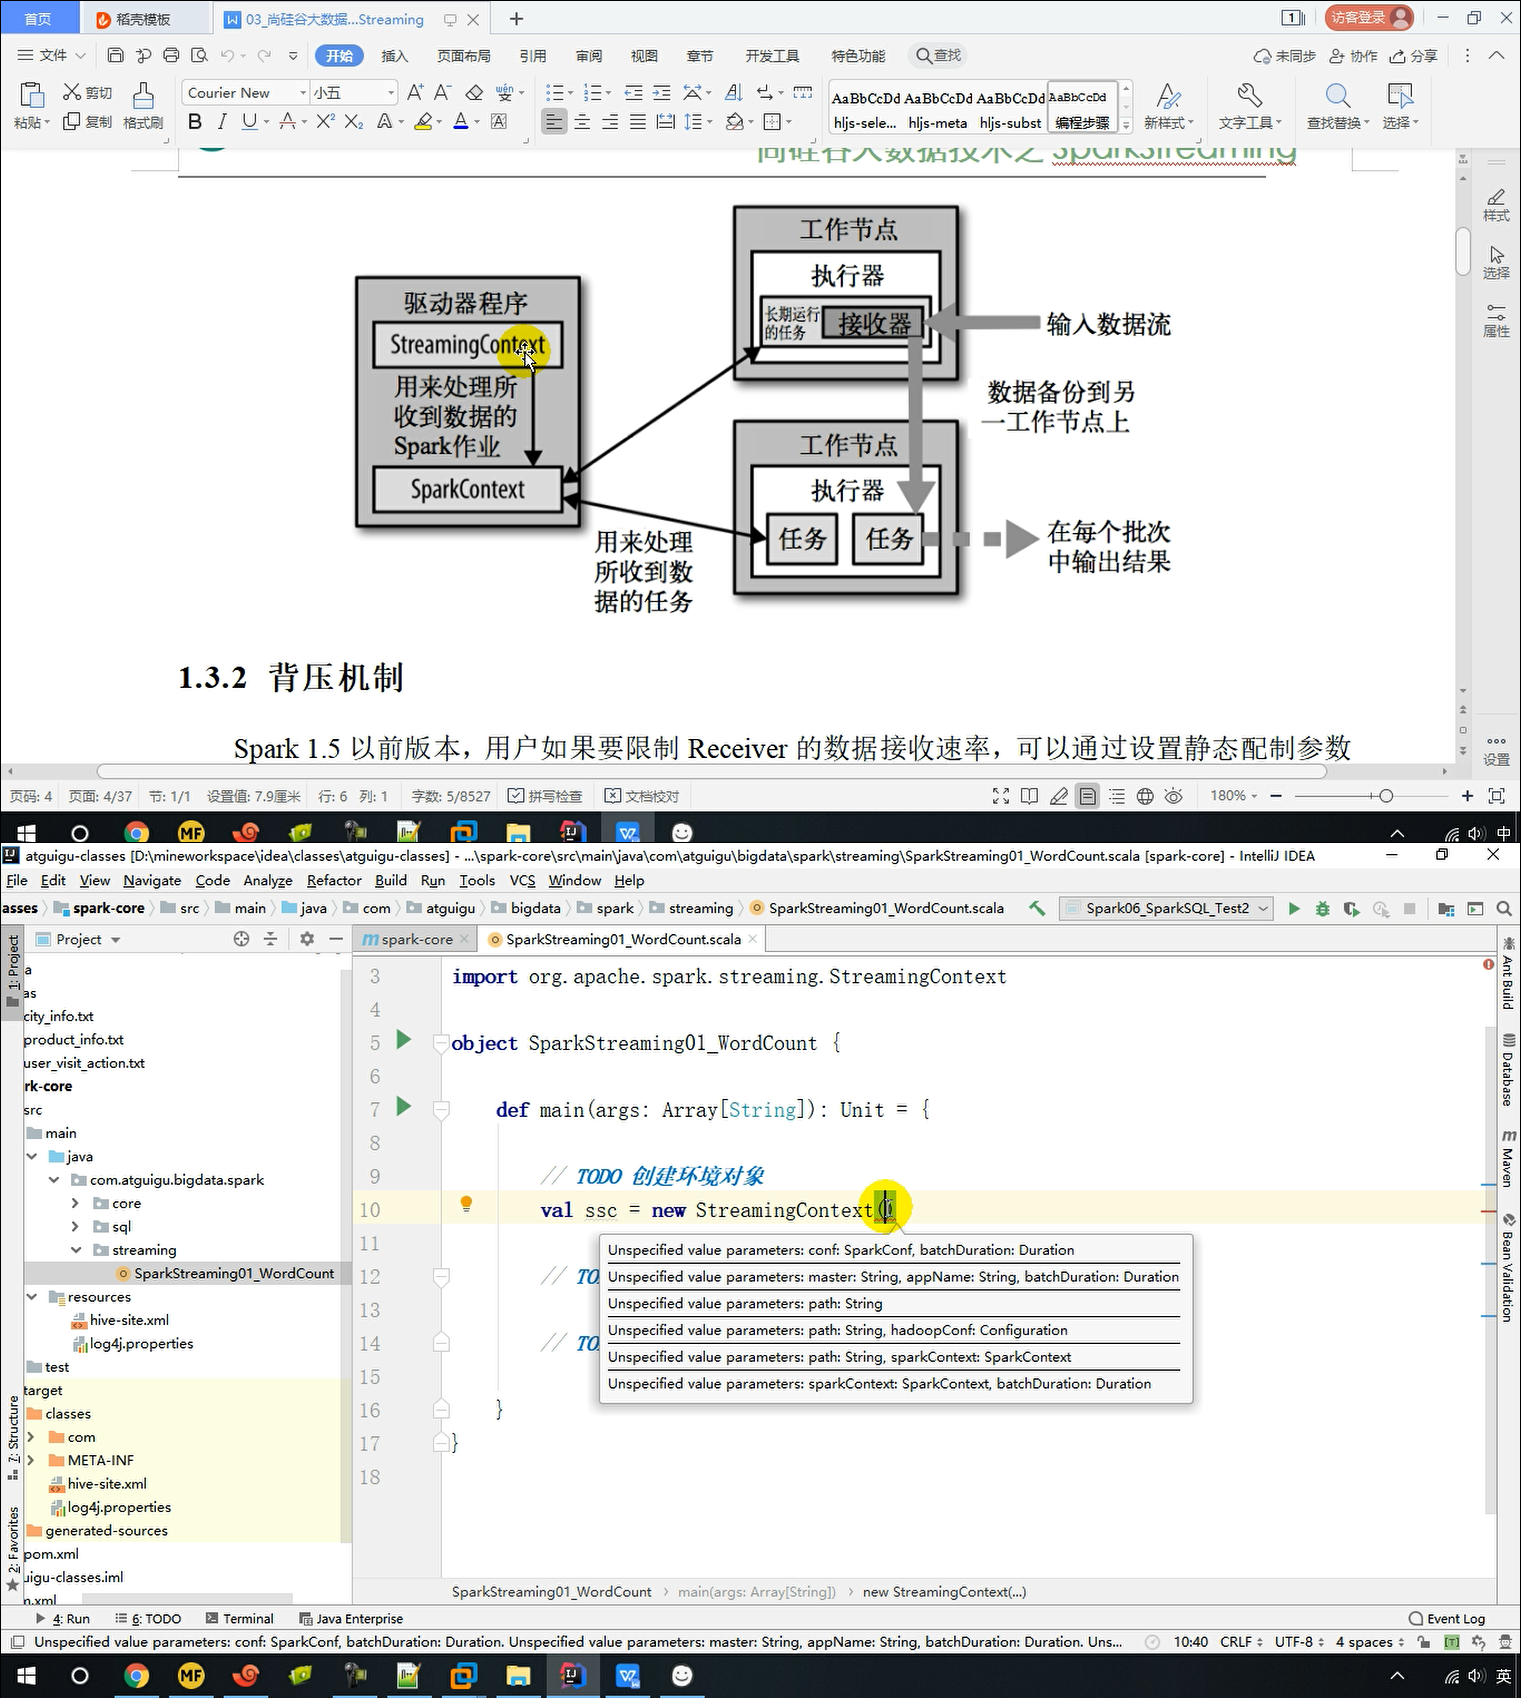 首页
稻壳模板
03_尚硅谷大数据...Streaming
1
访客登录
文件
开始
插入
页面布局
引用
审阅
视图
章节
开发工具
特色功能
查找
未同步
协作
分享
粘贴
剪切
复制
格式刷
Courier New
小五
AaBbCcDd
AaBbCcDd
AaBbCcDd
AaBbCcDd
hljs-sele...
hljs-meta
hljs-subst
编程步骤
新样式
文字工具
查找替换
选择
尚硅谷大数据技术之 SparkStreaming
驱动器程序
StreamingContext
用来处理所
收到数据的
Spark作业
SparkContext
工作节点
执行器
长期运行
的任务
接收器
输入数据流
数据备份到另
一工作节点上
工作节点
执行器
任务
任务
用来处理
所收到数
据的任务
在每个批次
中输出结果
1.3.2 背压机制
Spark 1.5 以前版本，用户如果要限制 Receiver 的数据接收速率，可以通过设置静态配制参数
样式
选择
属性
设置
页码: 4
页面: 4/37
节: 1/1
设置值: 7.9厘米
行: 6
列: 1
字数: 5/8527
拼写检查
文档校对
180%
中
atguigu-classes [D:\mineworkspace\idea\classes\atguigu-classes] - ...\spark-core\src\main\java\com\atguigu\bigdata\spark\streaming\SparkStreaming01_WordCount.scala [spark-core] - IntelliJ IDEA
File Edit View Navigate Code Analyze Refactor Build Run Tools VCS Window Help
asses
spark-core
src
main
java
com
atguigu
bigdata
spark
streaming
SparkStreaming01_WordCount.scala
Spark06_SparkSQL_Test2
Project
spark-core
SparkStreaming01_WordCount.scala
1: Project
7: Structure
2: Favorites
a
as
city_info.txt
product_info.txt
user_visit_action.txt
rk-core
src
main
java
com.atguigu.bigdata.spark
core
sql
streaming
SparkStreaming01_WordCount
resources
hive-site.xml
log4j.properties
test
target
classes
com
META-INF
hive-site.xml
log4j.properties
generated-sources
pom.xml
uigu-classes.iml
n.xml
3 import org.apache.spark.streaming.StreamingContext
4
5 object SparkStreaming01_WordCount {
6
7 def main(args: Array[String]): Unit = {
8
9 // TODO 创建环境对象
10 val ssc = new StreamingContext()
11
12 // TO
13
14 // TO
15
16 }
17 }
18
Unspecified value parameters: conf: SparkConf, batchDuration: Duration
Unspecified value parameters: master: String, appName: String, batchDuration: Duration
Unspecified value parameters: path: String
Unspecified value parameters: path: String, hadoopConf: Configuration
Unspecified value parameters: path: String, sparkContext: SparkContext
Unspecified value parameters: sparkContext: SparkContext, batchDuration: Duration
Ant Build
Database
Maven
Bean Validation
SparkStreaming01_WordCount
main(args: Array[String])
new StreamingContext(...)
4: Run
6: TODO
Terminal
Java Enterprise
Event Log
Unspecified value parameters: conf: SparkConf, batchDuration: Duration. Unspecified value parameters: master: String, appName: String, batchDuration: Duration. Uns...
10:40
CRLF
UTF-8
4 spaces
英